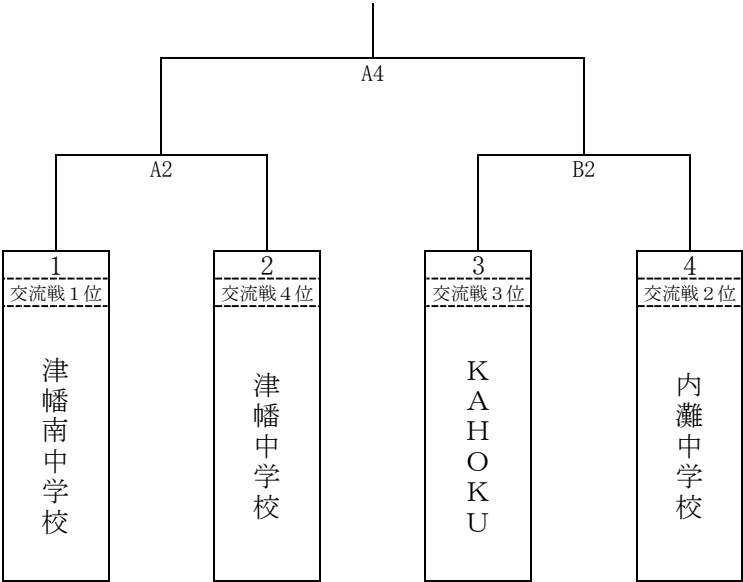 A4
A2
B2
1
2
3
4
交流戦1位
交流戦4位
交流戦3位
交流戦2位
津幡南中学校
津幡中学校
KAHOKU
内灘中学校